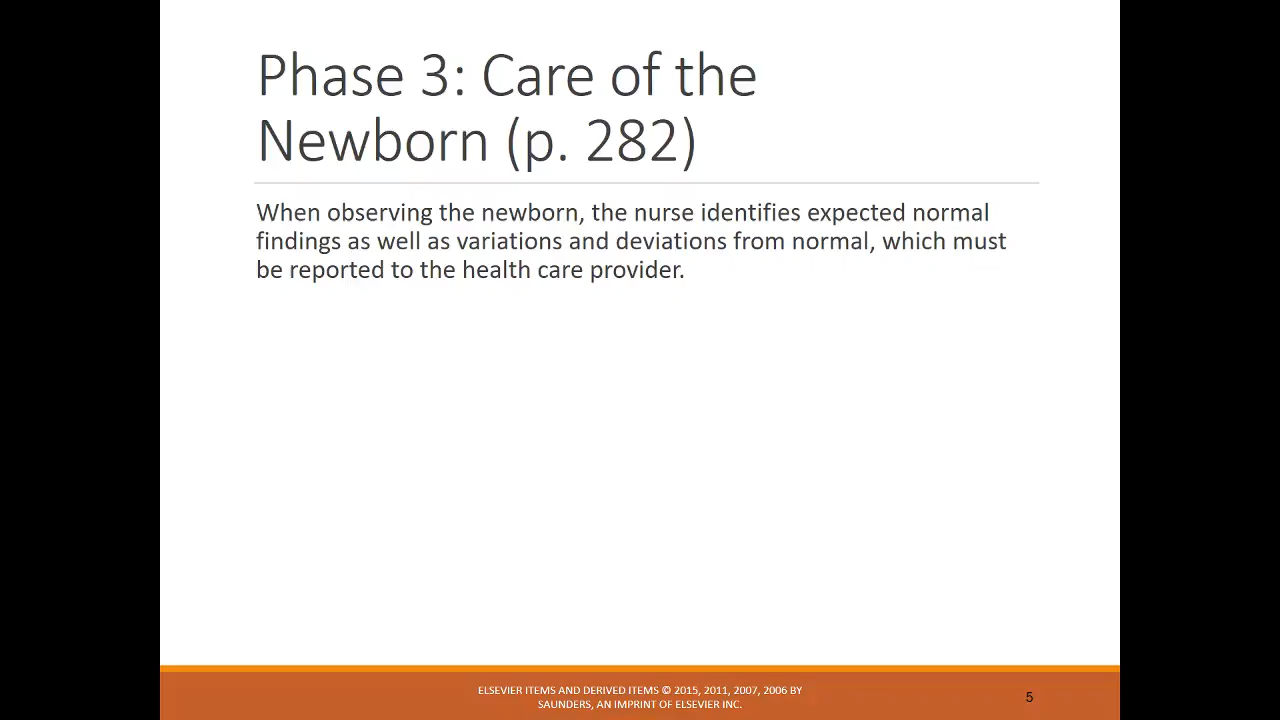 Phase 3: Care of the
Newborn (p. 282)
When observing the newborn, the nurse identifies expected normal
findings as well as variations and deviations from normal, which must
be reported to the health care provider.
ELSEVIER ITEMS AND DERIVED ITEMS © 2015, 2011, 2007, 2006 BY
SAUNDERS, AN IMPRINT OF ELSEVIER INC.
5